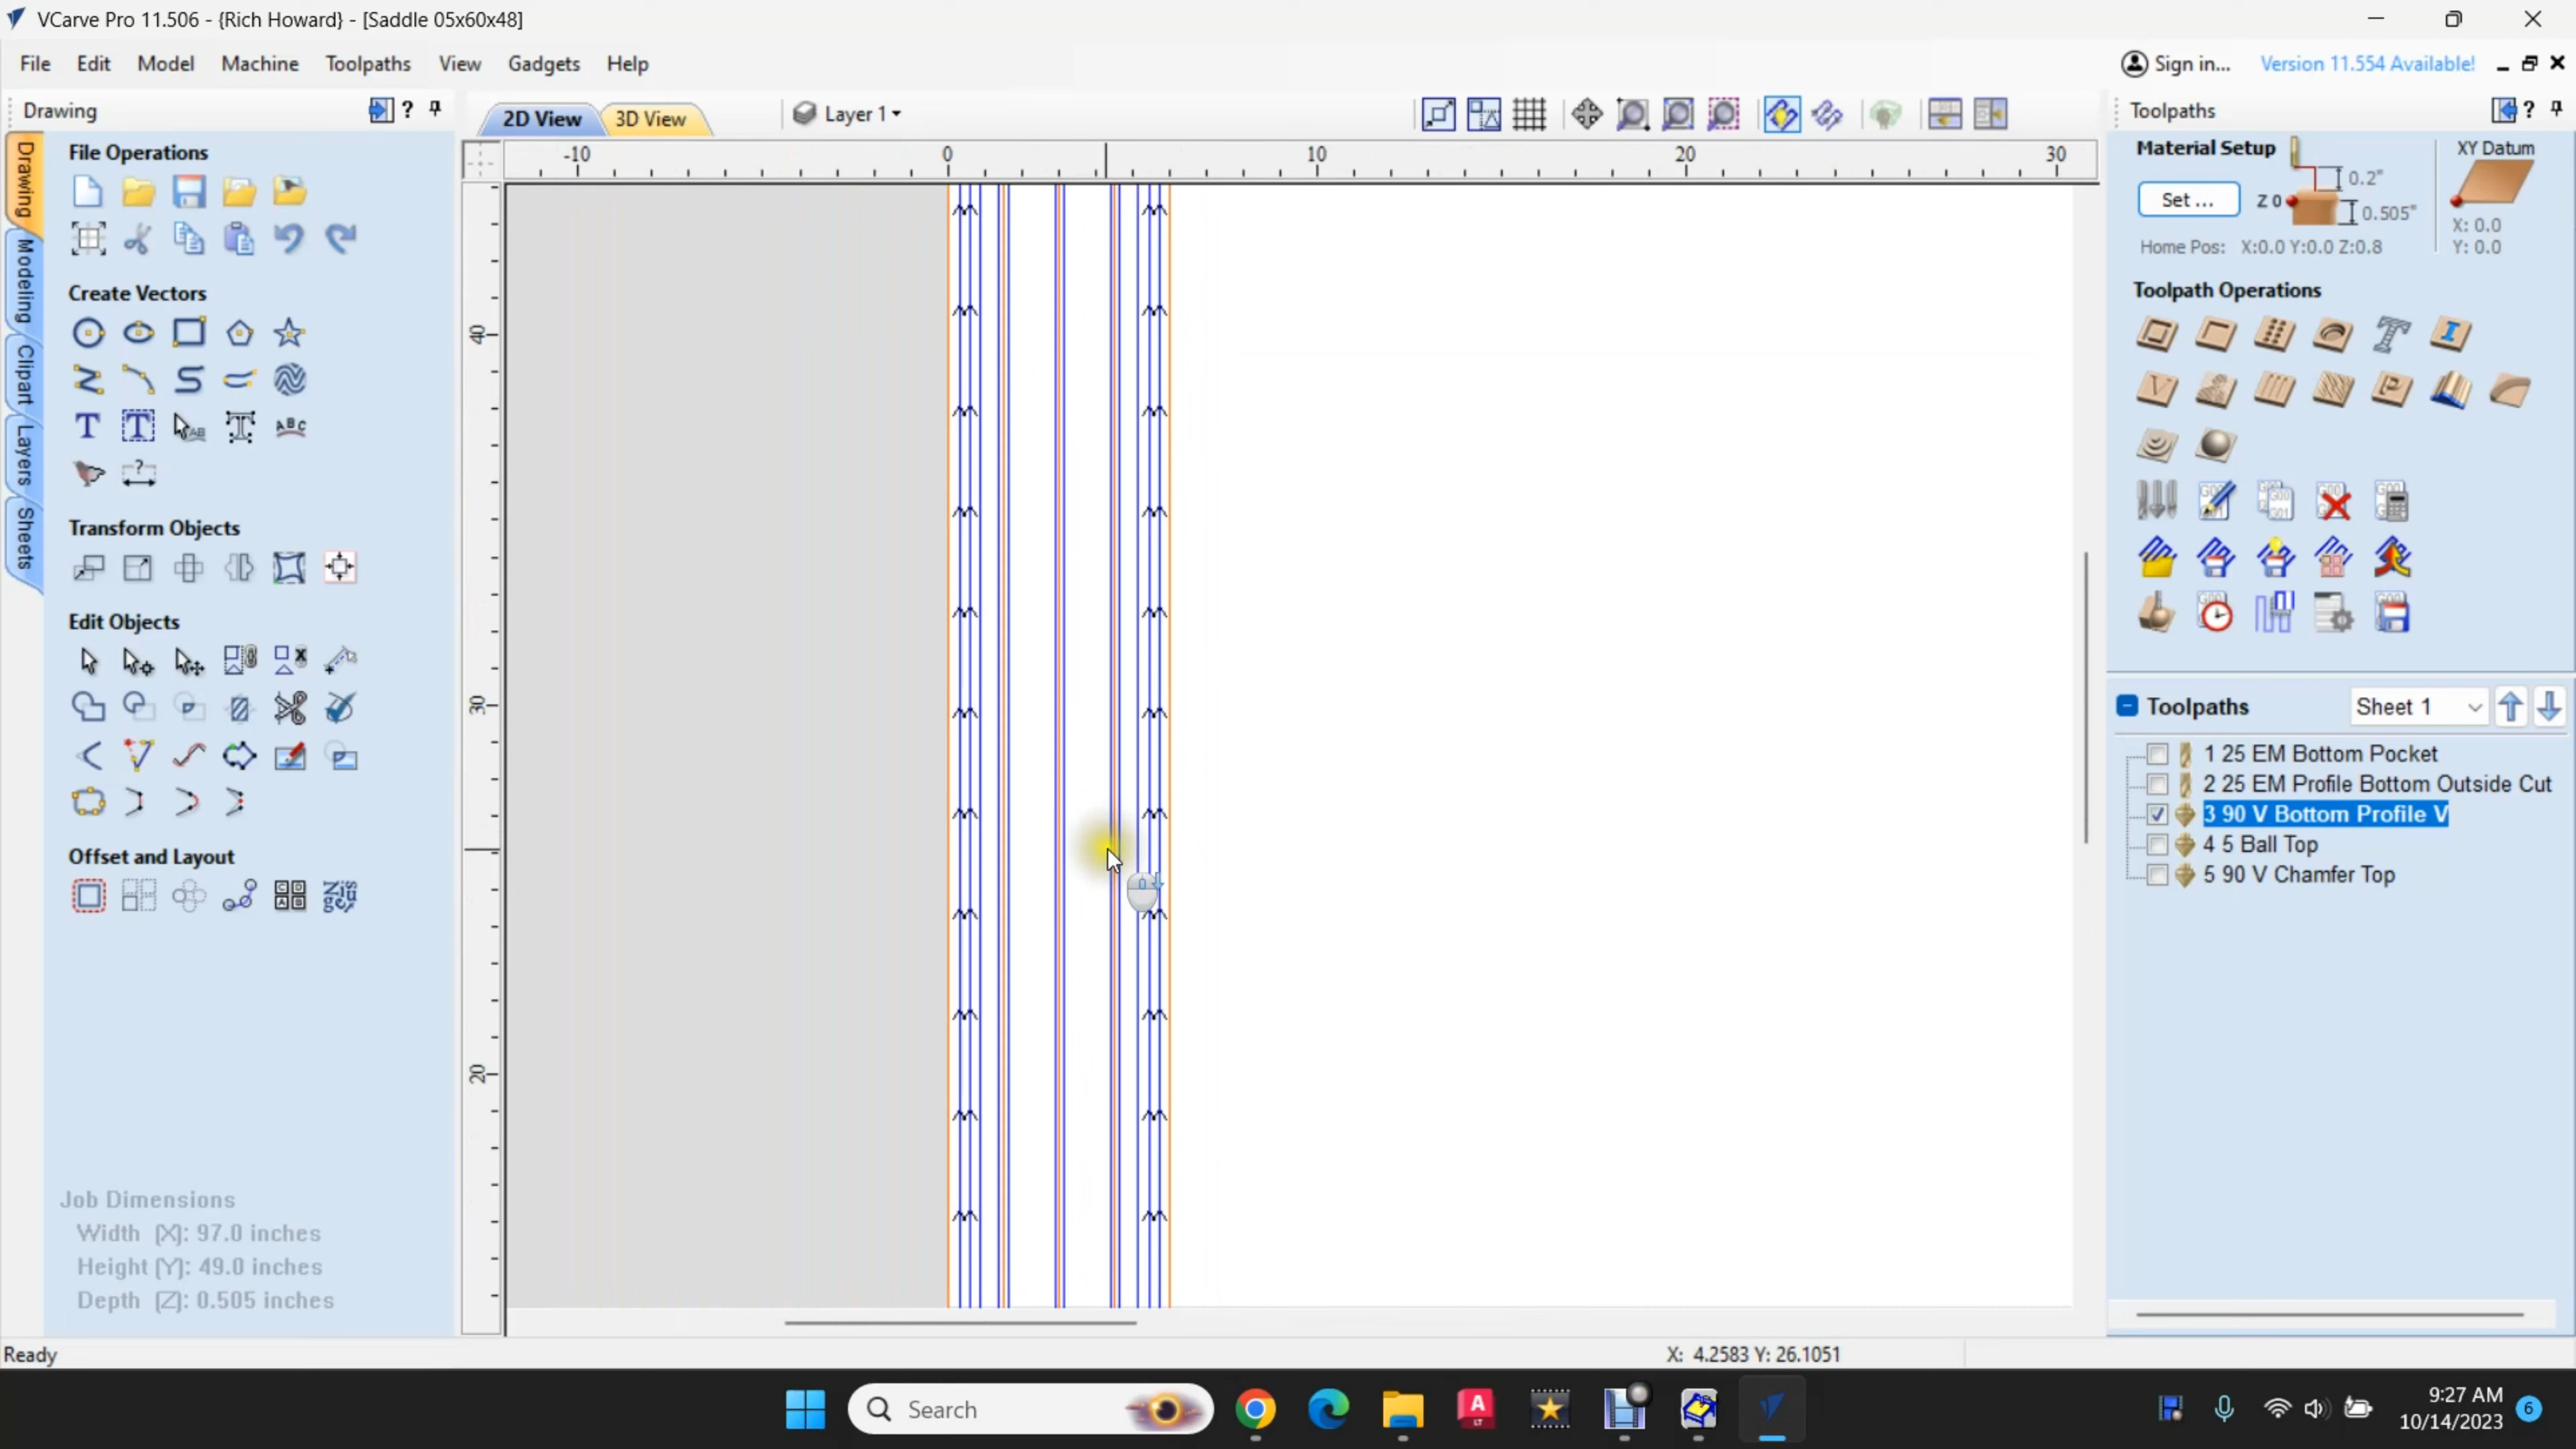 VCarve Pro 11.506 - {Rich Howard} - [Saddle 05x60x48]
File Edit Model Machine Toolpaths View Gadgets Help
Sign in... Version 11.554 Available!
Drawing ?
2D View 3D View Layer 1
Toolpaths ?
Drawing
Modeling
Clipart
Layers
Sheets
File Operations
Create Vectors
Transform Objects
Edit Objects
Offset and Layout
Job Dimensions
Width (X): 97.0 inches
Height (Y): 49.0 inches
Depth (Z): 0.505 inches
-10 0 10 20 30
40
30
20
Material Setup
Set ...
Z 0
0.2"
0.505"
XY Datum
X: 0.0
Y: 0.0
Home Pos: X:0.0 Y:0.0 Z:0.8
Toolpath Operations
Toolpaths Sheet 1
1 25 EM Bottom Pocket
2 25 EM Profile Bottom Outside Cut
3 90 V Bottom Profile V
4 5 Ball Top
5 90 V Chamfer Top
Ready
X: 4.2583 Y: 26.1051
Search
9:27 AM
10/14/2023
6